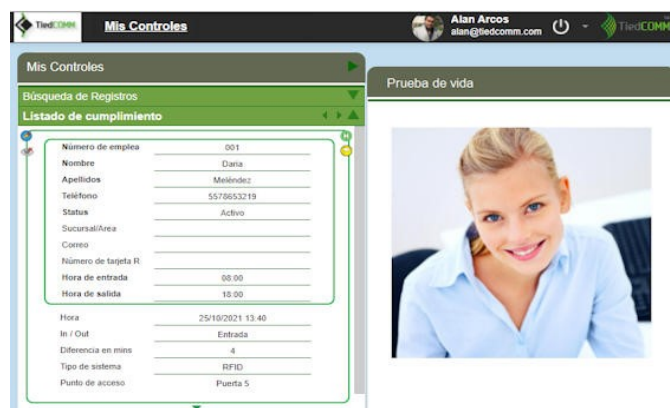 TiedCOMM
Mis Controles
Alan Arcos
alan@tiedcomm.com
TiedCOMM
Mis Controles
Búsqueda de Registros
Listado de cumplimiento
Número de emplea 001
Nombre Daria
Apellidos Meléndez
Teléfono 5578653219
Status Activo
Sucursal/Area
Correo
Número de tarjeta R
Hora de entrada 08:00
Hora de salida 18:00
Hora 25/10/2021 13:40
In / Out Entrada
Diferencia en mins 4
Tipo de sistema RFID
Punto de acceso Puerta 5
Prueba de vida